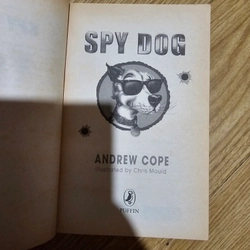 SPY DOG
ANDREW COPE
Illustrated by Chris Mould
PUFFIN